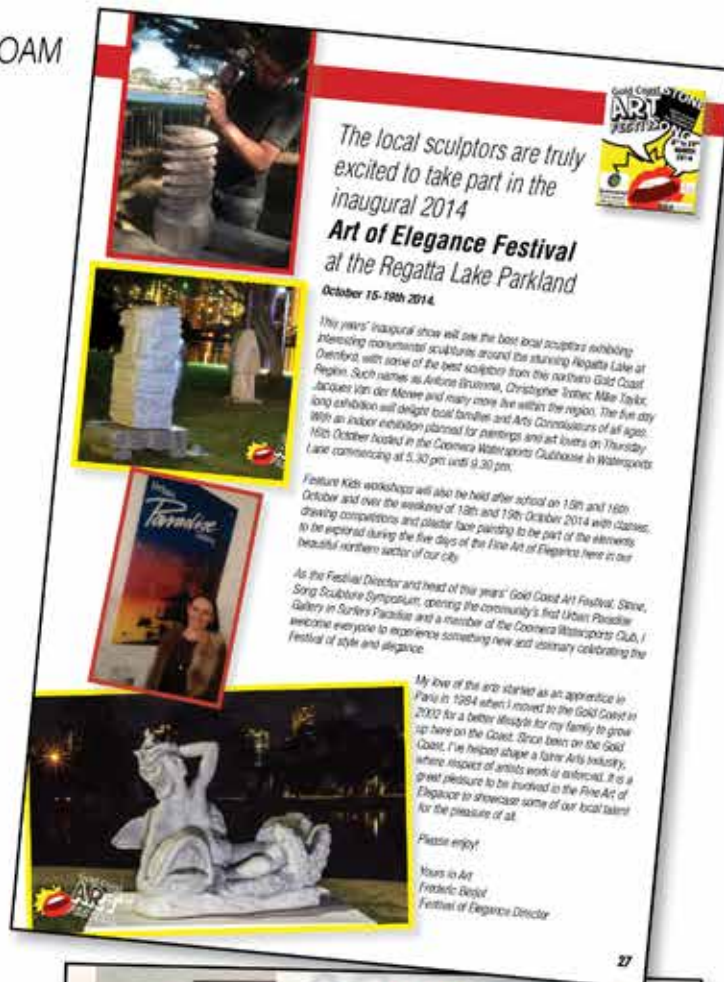 OAM
Gold Coast STONE
ART
FESTIV SONG
2014
The local sculptors are truly
excited to take part in the
inaugural 2014
Art of Elegance Festival
at the Regatta Lake Parkland
October 15-19th 2014.
This years' inaugural show will see the best local sculptors exhibiting
interesting monumental sculptures around the stunning Regatta Lake at
Oxenford, with some of the best sculptors from this northern Gold Coast
Region. Such names as Antone Bruinsma, Christopher Trotter, Mike Taylor,
Jacques Van der Merwe and many more live within the region. The five day
long exhibition will delight local families and Arts Connoisseurs of all ages.
With an indoor exhibition planned for paintings and art lovers on Thursday
16th October hosted in the Coomera Watersports Clubhouse in Watersports
Lane commencing at 5.30 pm until 9.30 pm.
Feature Kids workshops will also be held after school on 15th and 16th
October and over the weekend of 18th and 19th October 2014 with classes,
drawing competitions and plaster face painting to be part of the elements
to be explored during the five days of the Fine Art of Elegance here in our
beautiful northern sector of our city.
As the Festival Director and head of this years' Gold Coast Art Festival, Stone,
Song Sculpture Symposium, opening the community's first Urban Paradise
Gallery in Surfers Paradise and a member of the Coomera Watersports Club, I
welcome everyone to experience something new and visionary celebrating the
Festival of style and elegance.
Paradise
My love of the arts started as an apprentice in
Paris in 1984 when I moved to the Gold Coast in
2002 for a better lifestyle for my family to grow
up here on the Coast. Since been on the Gold
Coast, I've helped shape a fairer Arts Industry,
where respect of artists work is enforced. It is a
great pleasure to be involved in the Fine Art of
Elegance to showcase some of our local talent
for the pleasure of all.
Please enjoy!
Yours in Art
Frederic Berjot
Festival of Elegance Director
ART
27